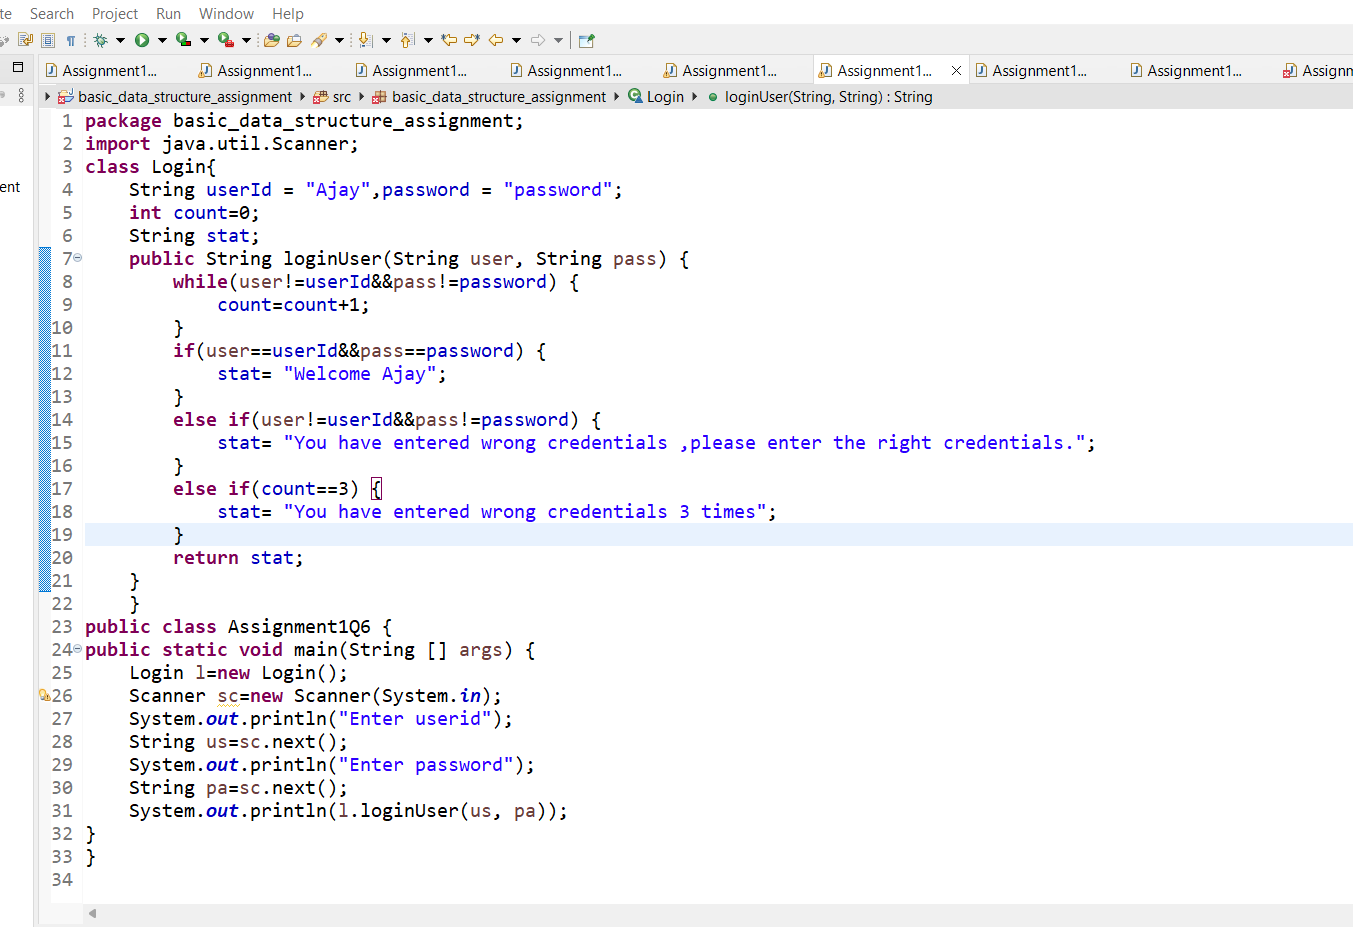 te Search Project Run Window Help
Assignment1... Assignment1... Assignment1... Assignment1... Assignment1... Assignment1... Assignment1... Assignment1... Assignm
basic_data_structure_assignment src basic_data_structure_assignment Login loginUser(String, String) : String
ent
1 package basic_data_structure_assignment;
2 import java.util.Scanner;
3 class Login{
4     String userId = "Ajay",password = "password";
5     int count=0;
6     String stat;
7     public String loginUser(String user, String pass) {
8         while(user!=userId&&pass!=password) {
9             count=count+1;
10         }
11         if(user==userId&&pass==password) {
12             stat= "Welcome Ajay";
13         }
14         else if(user!=userId&&pass!=password) {
15             stat= "You have entered wrong credentials ,please enter the right credentials.";
16         }
17         else if(count==3) {
18             stat= "You have entered wrong credentials 3 times";
19         }
20         return stat;
21     }
22     }
23 public class Assignment1Q6 {
24 public static void main(String [] args) {
25     Login l=new Login();
26     Scanner sc=new Scanner(System.in);
27     System.out.println("Enter userid");
28     String us=sc.next();
29     System.out.println("Enter password");
30     String pa=sc.next();
31     System.out.println(l.loginUser(us, pa));
32 }
33 }
34